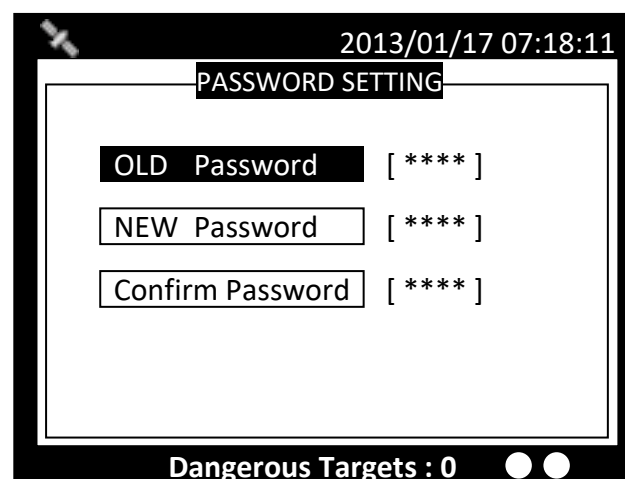 2013/01/17 07:18:11
PASSWORD SETTING
OLD Password [ **** ]
NEW Password [ **** ]
Confirm Password [ **** ]
Dangerous Targets : 0